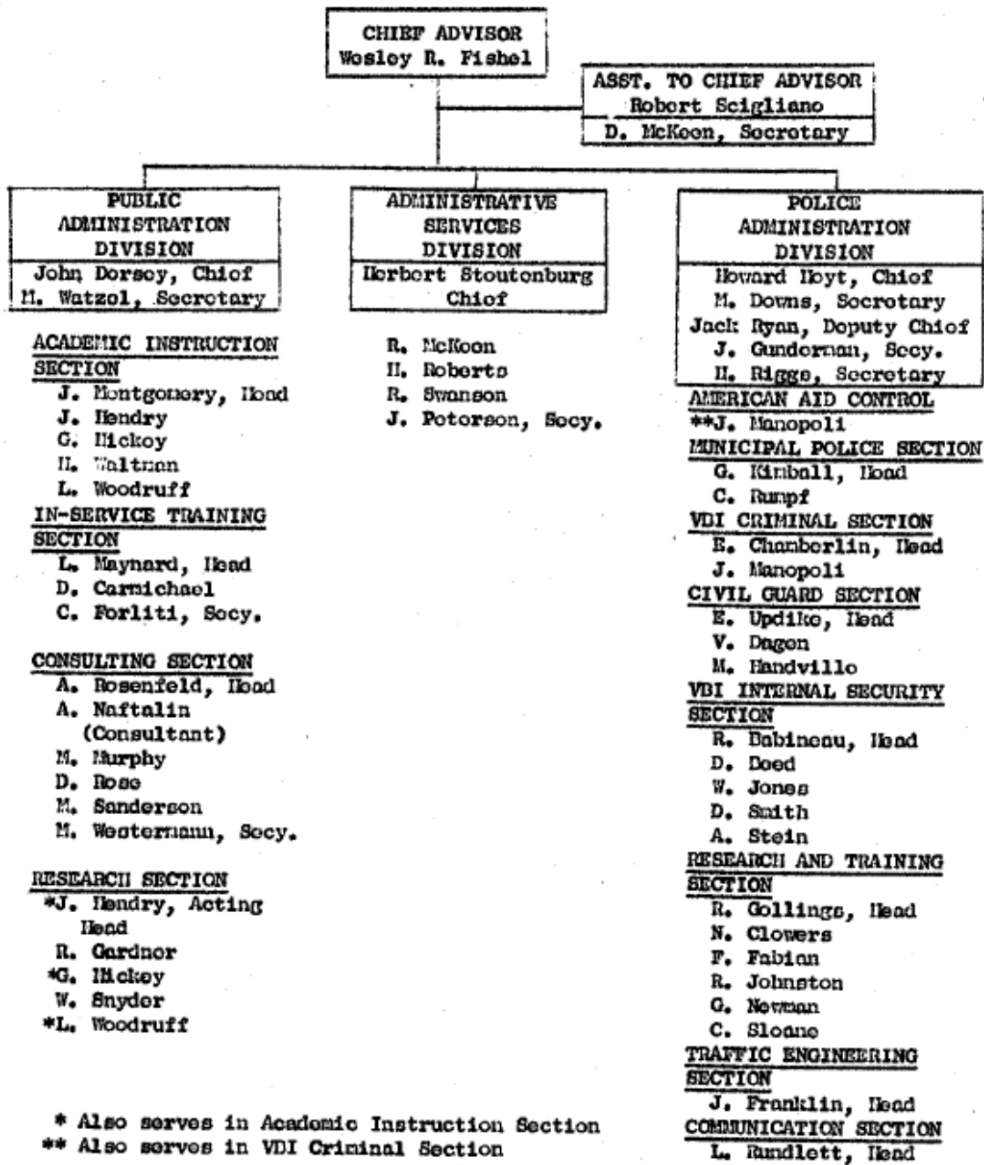 CHIEF ADVISOR
Wesley R. Fishel
ASST. TO CHIEF ADVISOR
Robert Scigliano
D. McKeen, Secretary
PUBLIC
ADMINISTRATION
DIVISION
John Dorsey, Chief
M. Watzel, Secretary
ACADEMIC INSTRUCTION
SECTION
J. Montgomery, Head
J. Hendry
G. Hickey
H. Waltman
L. Woodruff
IN-SERVICE TRAINING
SECTION
L. Maynard, Head
D. Carmichael
C. Forliti, Secy.
CONSULTING SECTION
A. Rosenfeld, Head
A. Naftalin
(Consultant)
M. Murphy
D. Rose
M. Sanderson
M. Westermann, Secy.
RESEARCH SECTION
*J. Hendry, Acting
Head
R. Gardner
*G. Hickey
W. Snyder
*L. Woodruff
ADMINISTRATIVE
SERVICES
DIVISION
Herbert Stoutenburg
Chief
R. McKeen
H. Roberts
R. Swanson
J. Peterson, Secy.
POLICE
ADMINISTRATION
DIVISION
Howard Hoyt, Chief
M. Downs, Secretary
Jack Ryan, Deputy Chief
J. Gunderman, Secy.
H. Riggs, Secretary
AMERICAN AID CONTROL
**J. Manopoli
MUNICIPAL POLICE SECTION
G. Kimball, Head
C. Rumpf
VBI CRIMINAL SECTION
E. Chamberlin, Head
J. Manopoli
CIVIL GUARD SECTION
E. Updike, Head
V. Dagen
M. Handville
VBI INTERNAL SECURITY
SECTION
R. Babineau, Head
D. Beed
W. Jones
D. Smith
A. Stein
RESEARCH AND TRAINING
SECTION
R. Gollings, Head
N. Clowers
F. Fabian
R. Johnston
G. Newman
C. Sloane
TRAFFIC ENGINEERING
SECTION
J. Franklin, Head
COMMUNICATION SECTION
L. Rundlett, Head
* Also serves in Academic Instruction Section
** Also serves in VBI Criminal Section